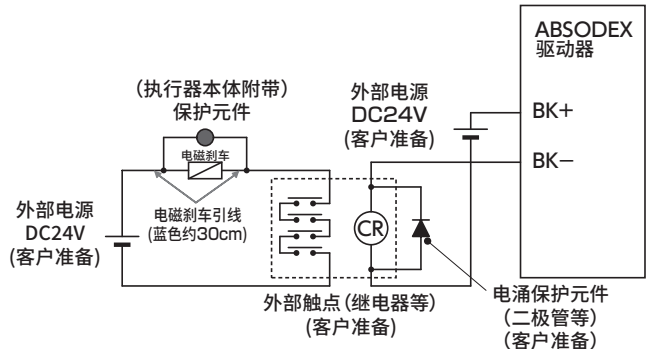 ABSODEX
驱动器
（执行器本体附带）
保护元件
外部电源
DC24V
(客户准备)
BK+
BK−
电磁刹车
外部电源
DC24V
(客户准备)
电磁刹车引线
(蓝色约30cm)
CR
外部触点（继电器等）
(客户准备)
电涌保护元件
（二极管等）
(客户准备)